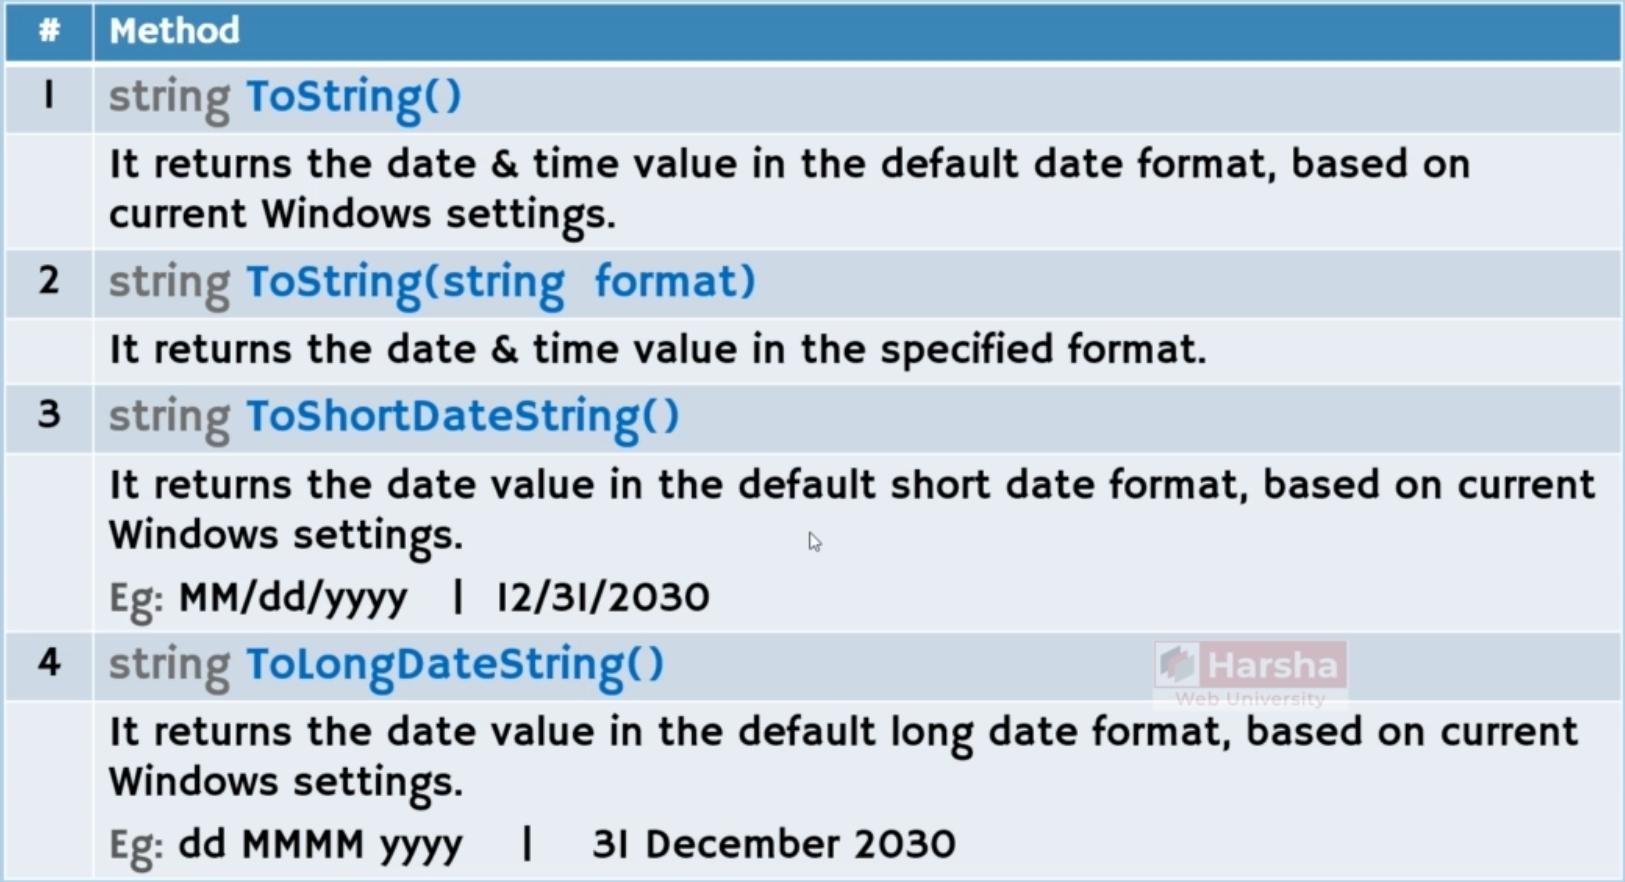 # Method
1 string ToString()
It returns the date & time value in the default date format, based on
current Windows settings.
2 string ToString(string format)
It returns the date & time value in the specified format.
3 string ToShortDateString()
It returns the date value in the default short date format, based on current
Windows settings.
Eg: MM/dd/yyyy | 12/31/2030
4 string ToLongDateString()
Harsha
Web University
It returns the date value in the default long date format, based on current
Windows settings.
Eg: dd MMMM yyyy | 31 December 2030